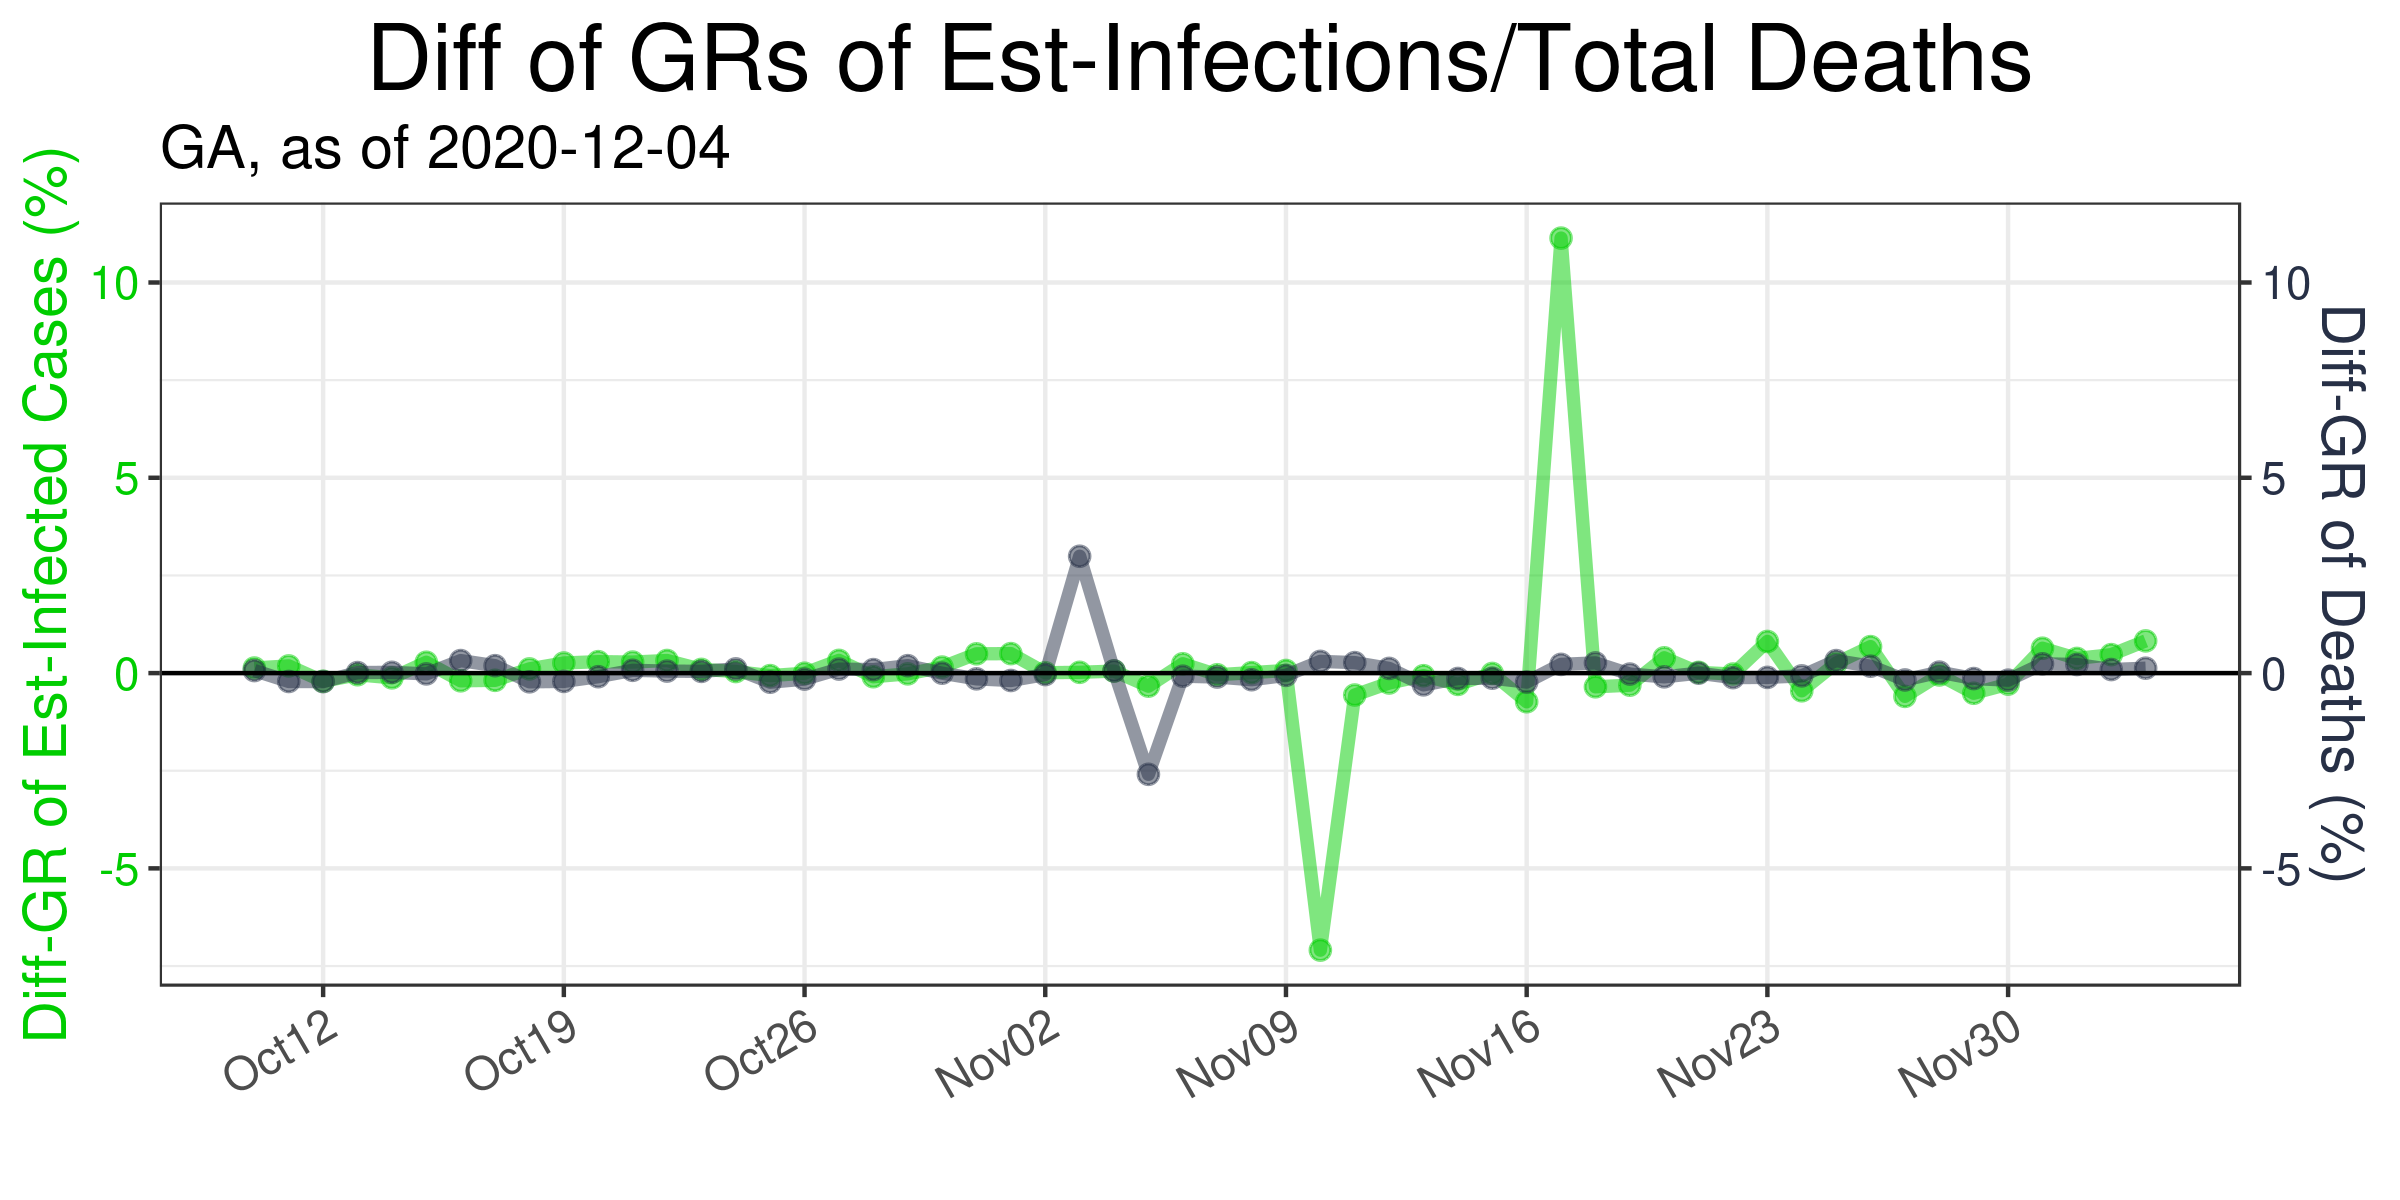 Diff of GRs of Est-Infections/Total Deaths
GA, as of 2020-12-04
Diff-GR of Est-Infected Cases (%)
10
5
0
-5
10
5
0
-5
Diff-GR of Deaths (%)
Oct12
Oct19
Oct26
Nov02
Nov09
Nov16
Nov23
Nov30